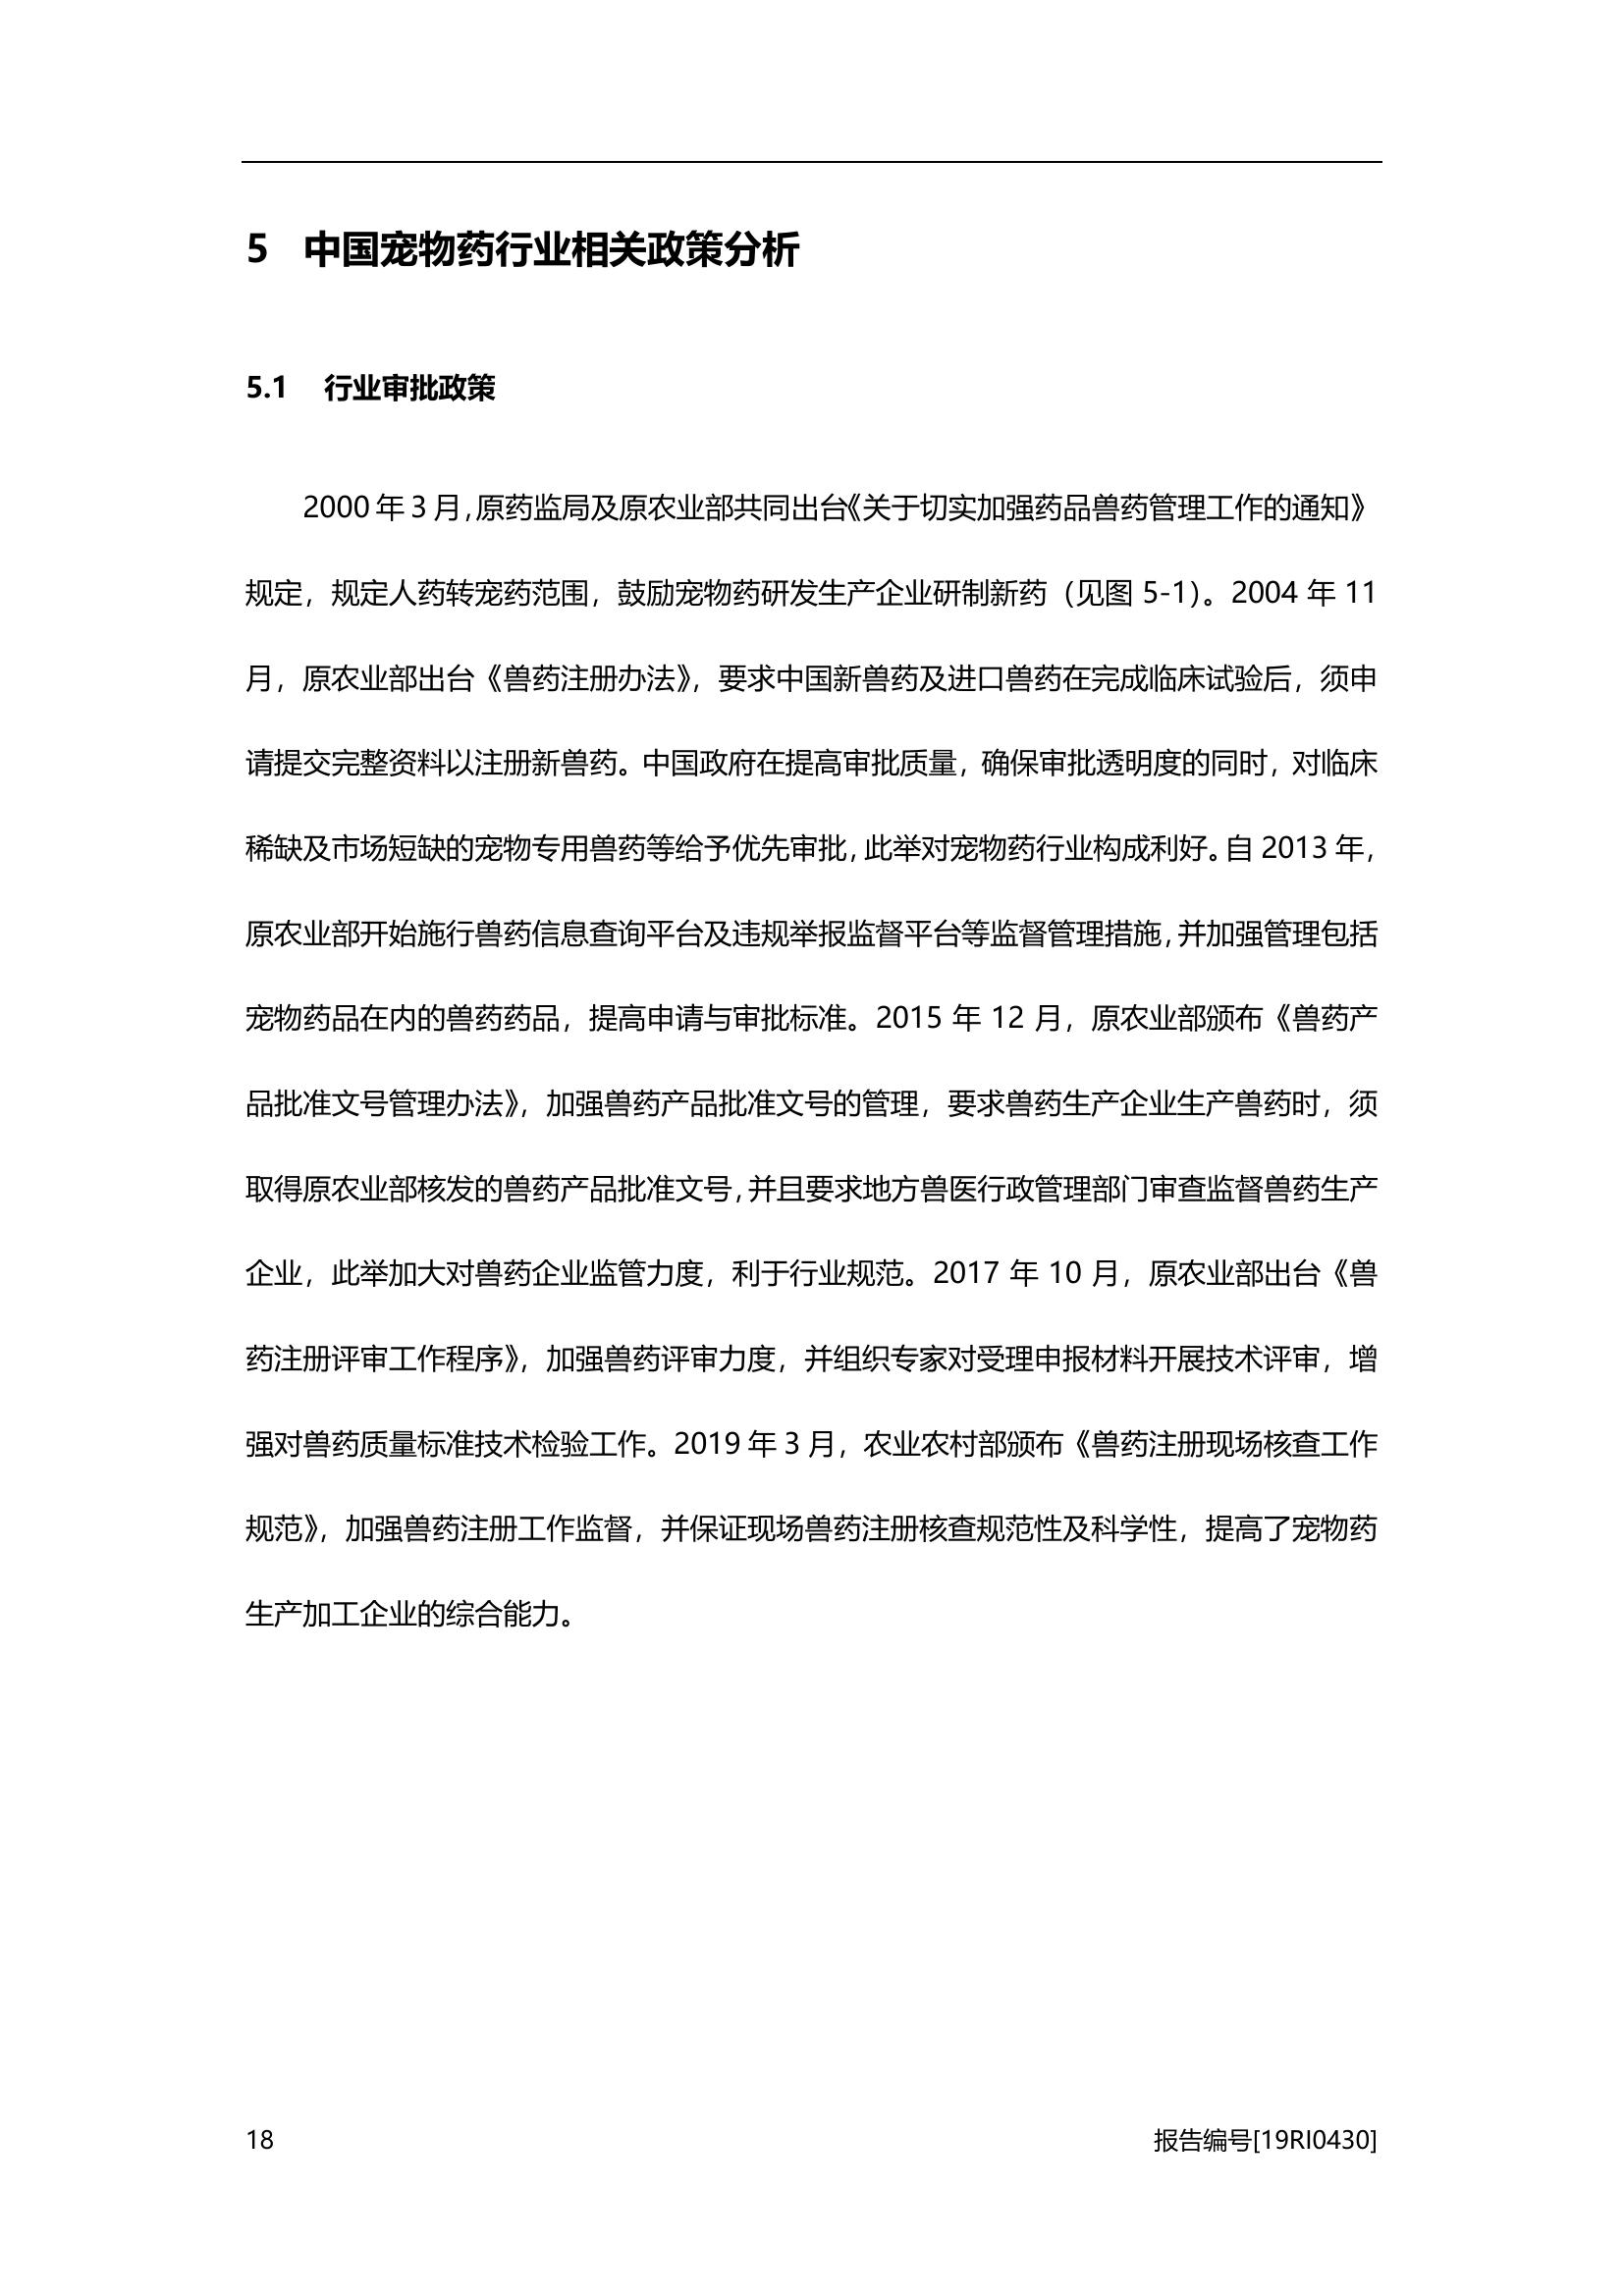 5 中国宠物药行业相关政策分析
5.1 行业审批政策
2000 年 3 月，原药监局及原农业部共同出台《关于切实加强药品兽药管理工作的通知》
规定，规定人药转宠药范围，鼓励宠物药研发生产企业研制新药（见图 5-1）。2004 年 11
月，原农业部出台《兽药注册办法》，要求中国新兽药及进口兽药在完成临床试验后，须申
请提交完整资料以注册新兽药。中国政府在提高审批质量，确保审批透明度的同时，对临床
稀缺及市场短缺的宠物专用兽药等给予优先审批，此举对宠物药行业构成利好。自 2013 年，
原农业部开始施行兽药信息查询平台及违规举报监督平台等监督管理措施，并加强管理包括
宠物药品在内的兽药药品，提高申请与审批标准。2015 年 12 月，原农业部颁布《兽药产
品批准文号管理办法》，加强兽药产品批准文号的管理，要求兽药生产企业生产兽药时，须
取得原农业部核发的兽药产品批准文号，并且要求地方兽医行政管理部门审查监督兽药生产
企业，此举加大对兽药企业监管力度，利于行业规范。2017 年 10 月，原农业部出台《兽
药注册评审工作程序》，加强兽药评审力度，并组织专家对受理申报材料开展技术评审，增
强对兽药质量标准技术检验工作。2019 年 3 月，农业农村部颁布《兽药注册现场核查工作
规范》，加强兽药注册工作监督，并保证现场兽药注册核查规范性及科学性，提高了宠物药
生产加工企业的综合能力。
18 报告编号[19RI0430]